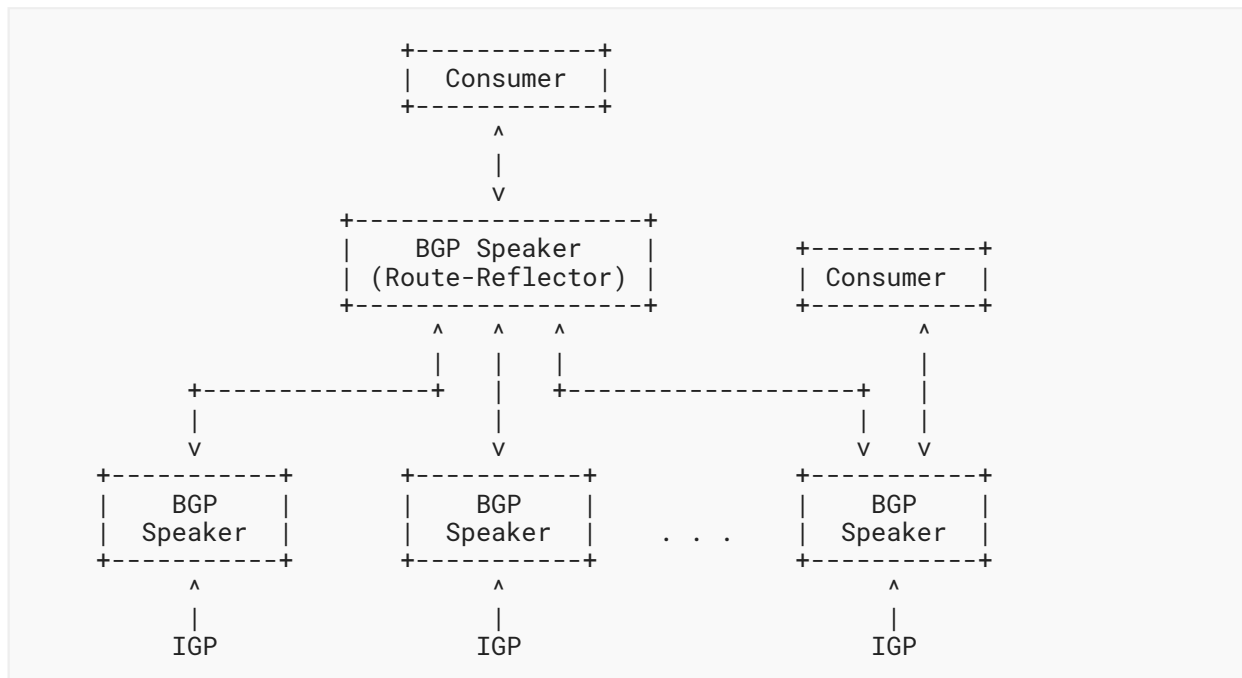 +------------+
|  Consumer  |
+------------+
^
|
v
+-------------------+
|    BGP Speaker    |         +-----------+
| (Route-Reflector) |         | Consumer  |
+-------------------+         +-----------+
^   ^   ^                       ^
|   |   |                       |
+---------------+   |   +-------------------+   |
|                   |                       |   |
v                   v                       v   v
+-----------+       +-----------+             +-----------+
|    BGP    |       |    BGP    |             |    BGP    |
|  Speaker  |       |  Speaker  |    . . .    |  Speaker  |
+-----------+       +-----------+             +-----------+
^                   ^                         ^
|                   |                         |
IGP                 IGP                       IGP